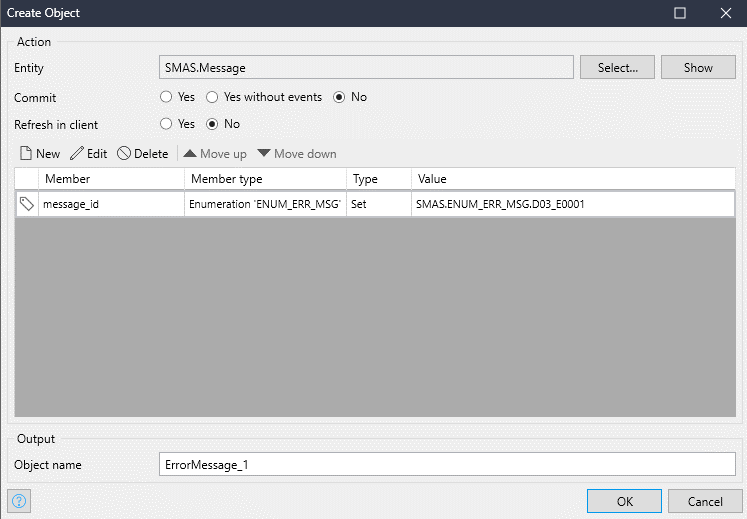 Create Object
Action
Entity SMAS.Message Select... Show
Commit Yes Yes without events No
Refresh in client Yes No
New Edit Delete Move up Move down
Member Member type Type Value
message_id Enumeration 'ENUM_ERR_MSG' Set SMAS.ENUM_ERR_MSG.D03_E0001
Output
Object name ErrorMessage_1
? OK Cancel